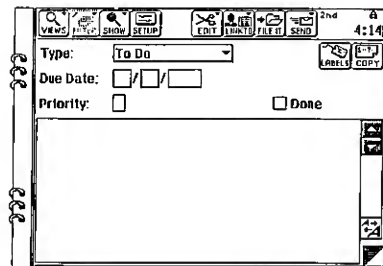 VIEWS FILTER SHOW SETUP EDIT LINKTO FILE IT SEND 2nd
4:14
Type: To Do LABELS COPY
Due Date: / /
Priority: Done